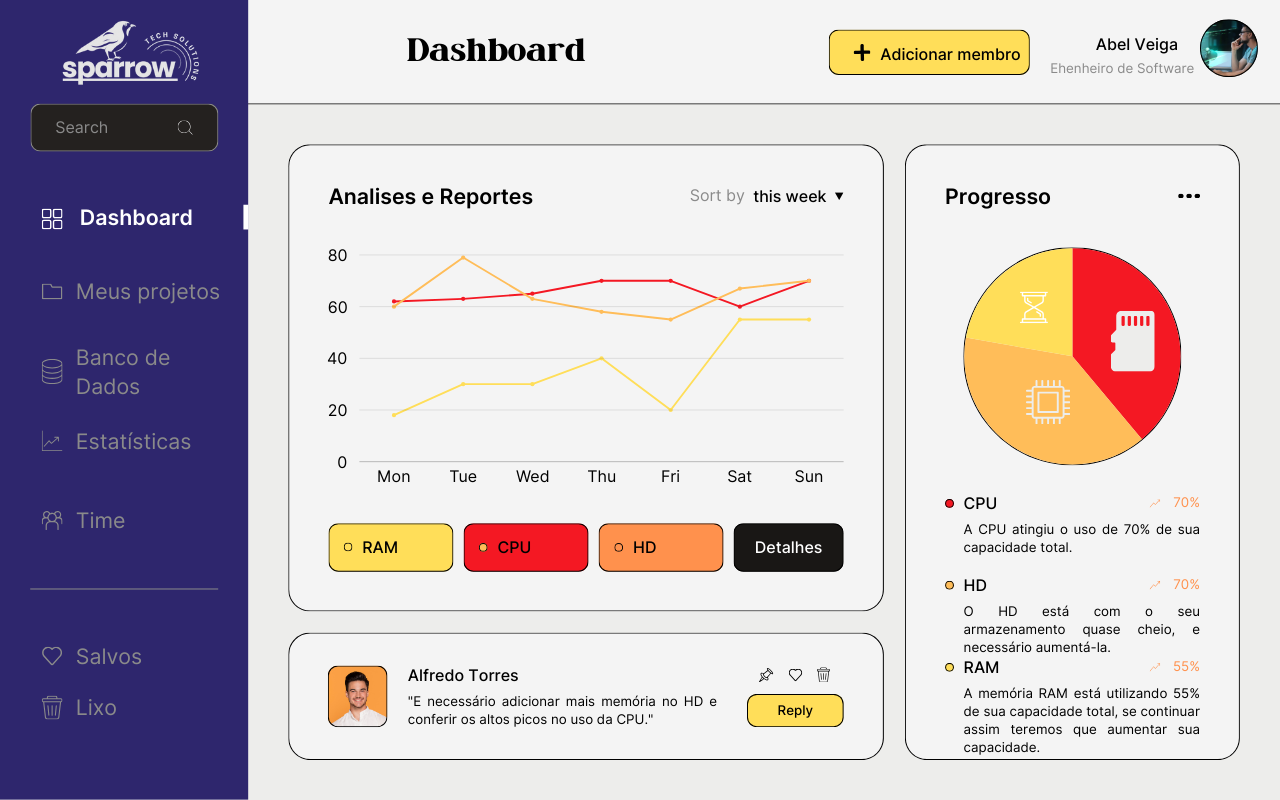 sparrow
TECH SOLUTIONS
Search
Dashboard
Meus projetos
Banco de
Dados
Estatísticas
Time
Salvos
Lixo
Dashboard
Adicionar membro
Abel Veiga
Ehenheiro de Software
Analises e Reportes
Sort by this week ▼
80
60
40
20
0
Mon Tue Wed Thu Fri Sat Sun
RAM
CPU
HD
Detalhes
Alfredo Torres
"E necessário adicionar mais memória no HD e
conferir os altos picos no uso da CPU."
Reply
Progresso
CPU 70%
A CPU atingiu o uso de 70% de sua
capacidade total.
HD 70%
O HD está com o seu
armazenamento quase cheio, e
necessário aumentá-la.
RAM 55%
A memória RAM está utilizando 55%
de sua capacidade total, se continuar
assim teremos que aumentar sua
capacidade.